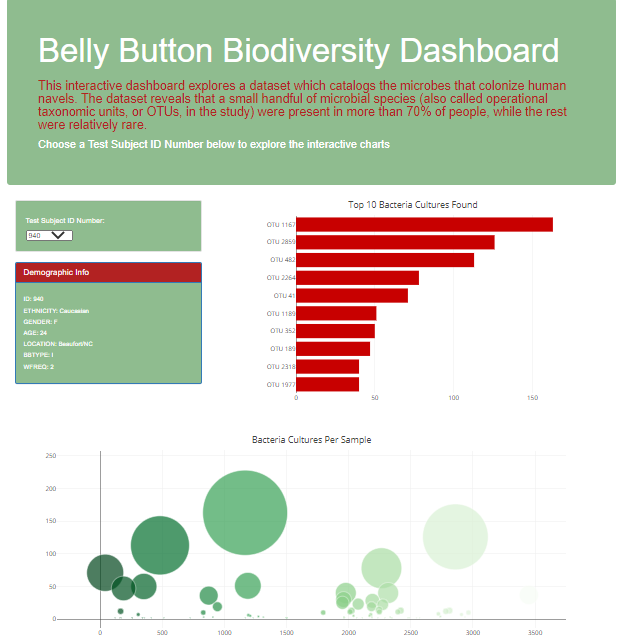 Belly Button Biodiversity Dashboard
This interactive dashboard explores a dataset which catalogs the microbes that colonize human
navels. The dataset reveals that a small handful of microbial species (also called operational
taxonomic units, or OTUs, in the study) were present in more than 70% of people, while the rest
were relatively rare.
Choose a Test Subject ID Number below to explore the interactive charts
Test Subject ID Number:
940
Demographic Info
ID: 940
ETHNICITY: Caucasian
GENDER: F
AGE: 24
LOCATION: Beaufort/NC
BBTYPE: I
WFREQ: 2
Top 10 Bacteria Cultures Found
OTU 1167
OTU 2859
OTU 482
OTU 2264
OTU 41
OTU 1189
OTU 352
OTU 189
OTU 2318
OTU 1977
0 50 100 150
Bacteria Cultures Per Sample
250
200
150
100
50
0
0 500 1000 1500 2000 2500 3000 3500